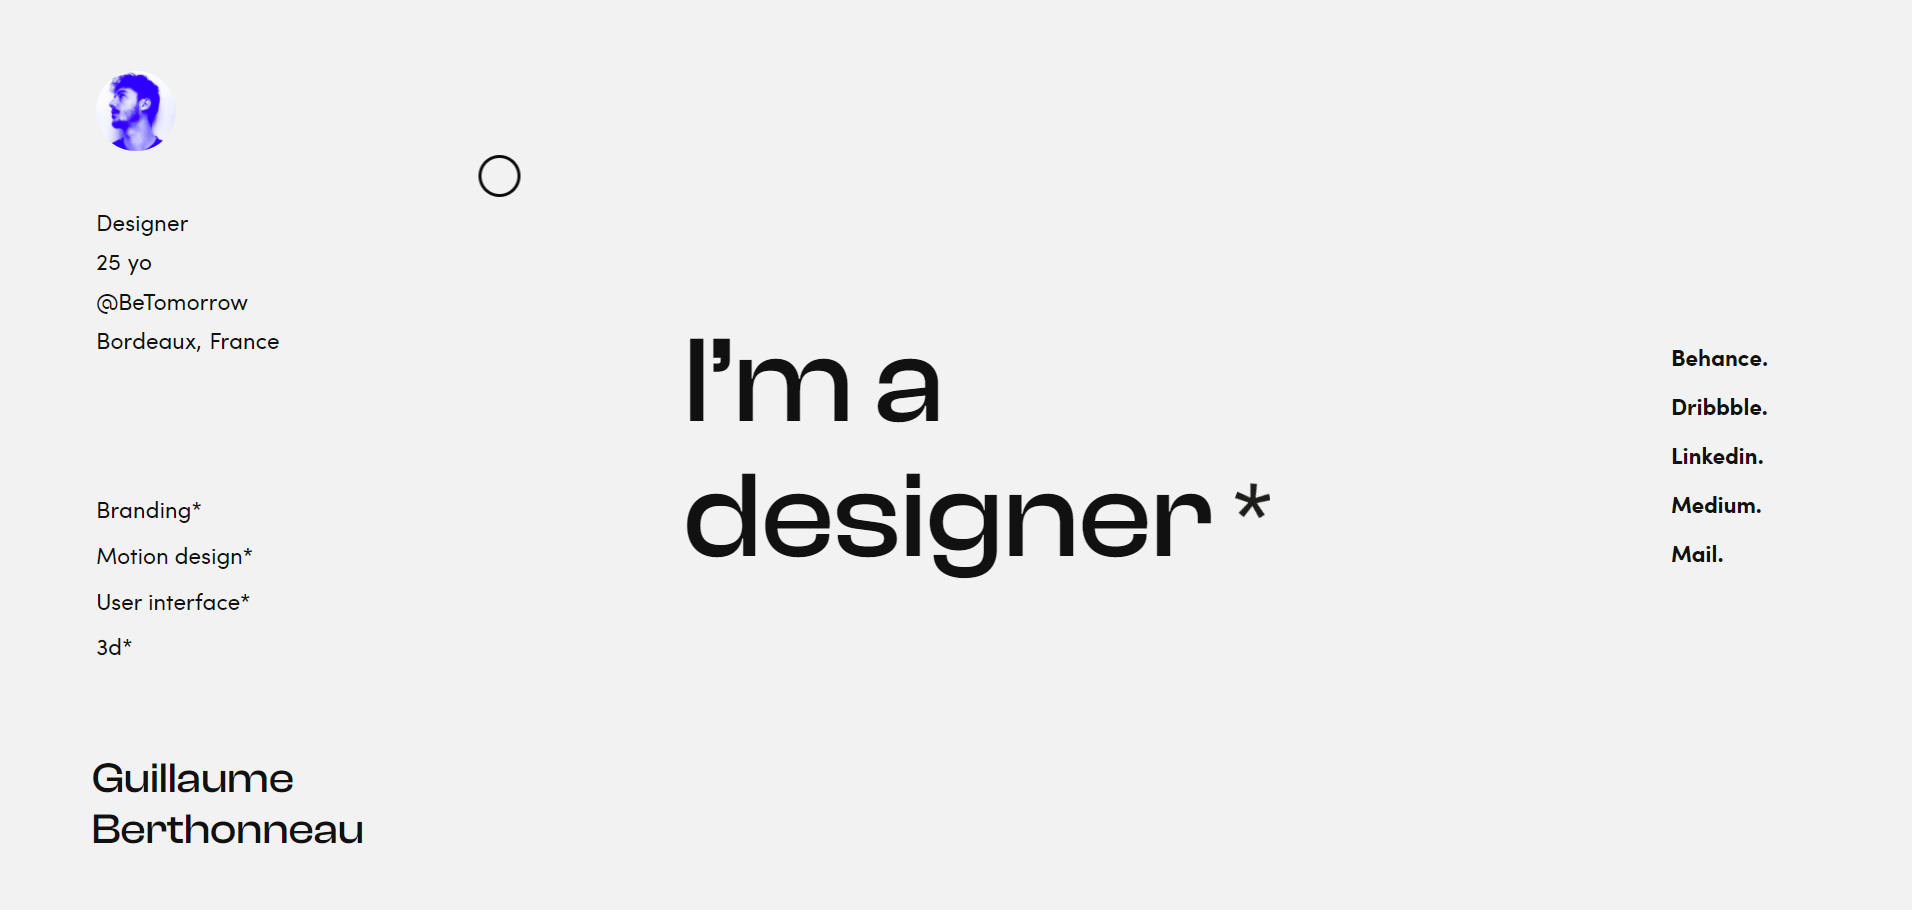 Designer
25 yo
@BeTomorrow
Bordeaux, France
Branding*
Motion design*
User interface*
3d*
Guillaume
Berthonneau
I’m a
designer *
Behance.
Dribbble.
Linkedin.
Medium.
Mail.